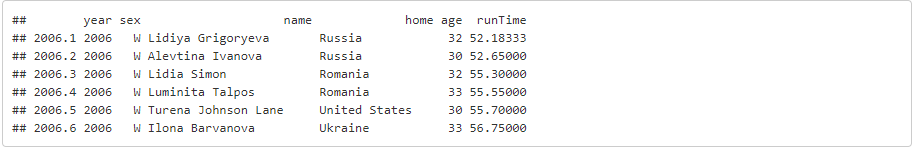 ##        year sex                    name            home age  runTime
## 2006.1 2006   W Lidiya Grigoryeva       Russia           32 52.18333
## 2006.2 2006   W Alevtina Ivanova        Russia           30 52.65000
## 2006.3 2006   W Lidia Simon             Romania          32 55.30000
## 2006.4 2006   W Luminita Talpos         Romania          33 55.55000
## 2006.5 2006   W Turena Johnson Lane     United States    30 55.70000
## 2006.6 2006   W Ilona Barvanova         Ukraine          33 56.75000